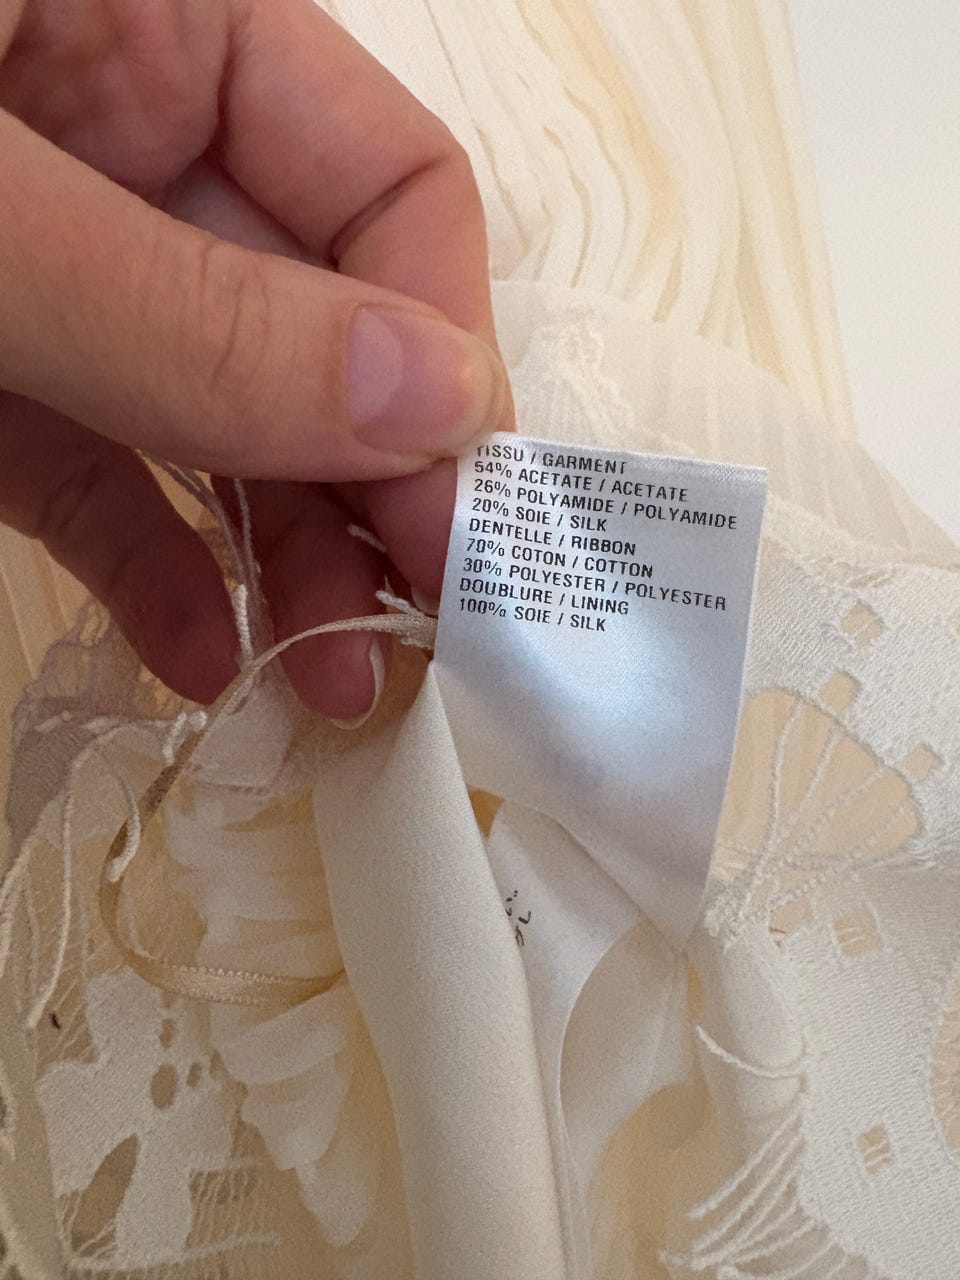 TISSU / GARMENT
54% ACETATE / ACETATE
26% POLYAMIDE / POLYAMIDE
20% SOIE / SILK
DENTELLE / RIBBON
70% COTON / COTTON
30% POLYESTER / POLYESTER
DOUBLURE / LINING
100% SOIE / SILK